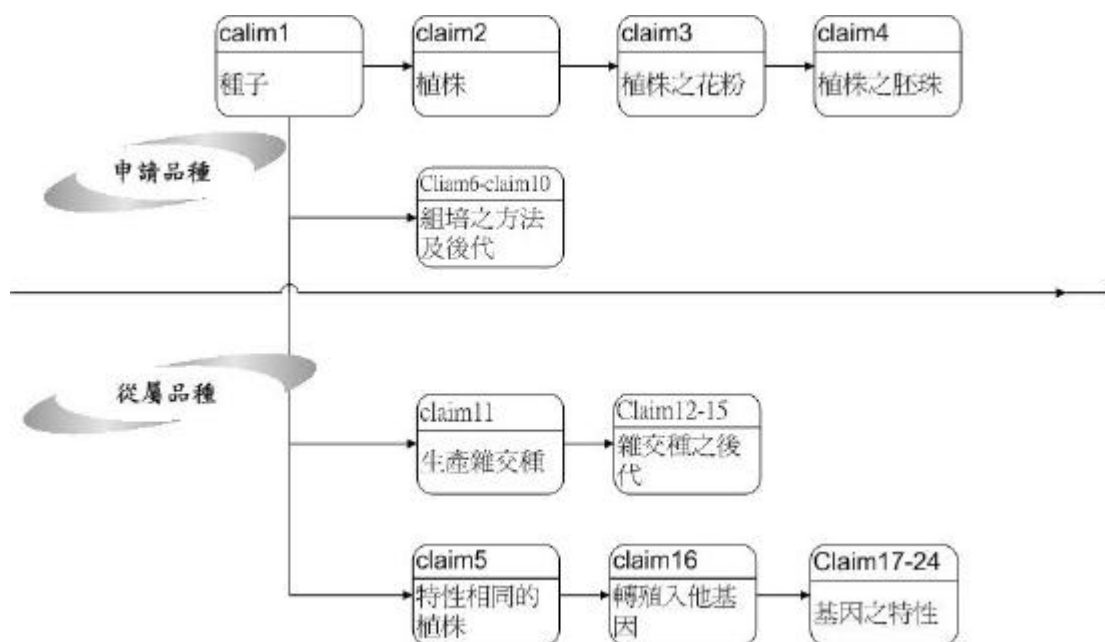 calim1
種子
claim2
植株
claim3
植株之花粉
claim4
植株之胚珠
申請品種
Cliam6-claim10
組培之方法
及後代
從屬品種
claim11
生產雜交種
Claim12-15
雜交種之後
代
claim5
特性相同的
植株
claim16
轉殖入他基
因
Claim17-24
基因之特性